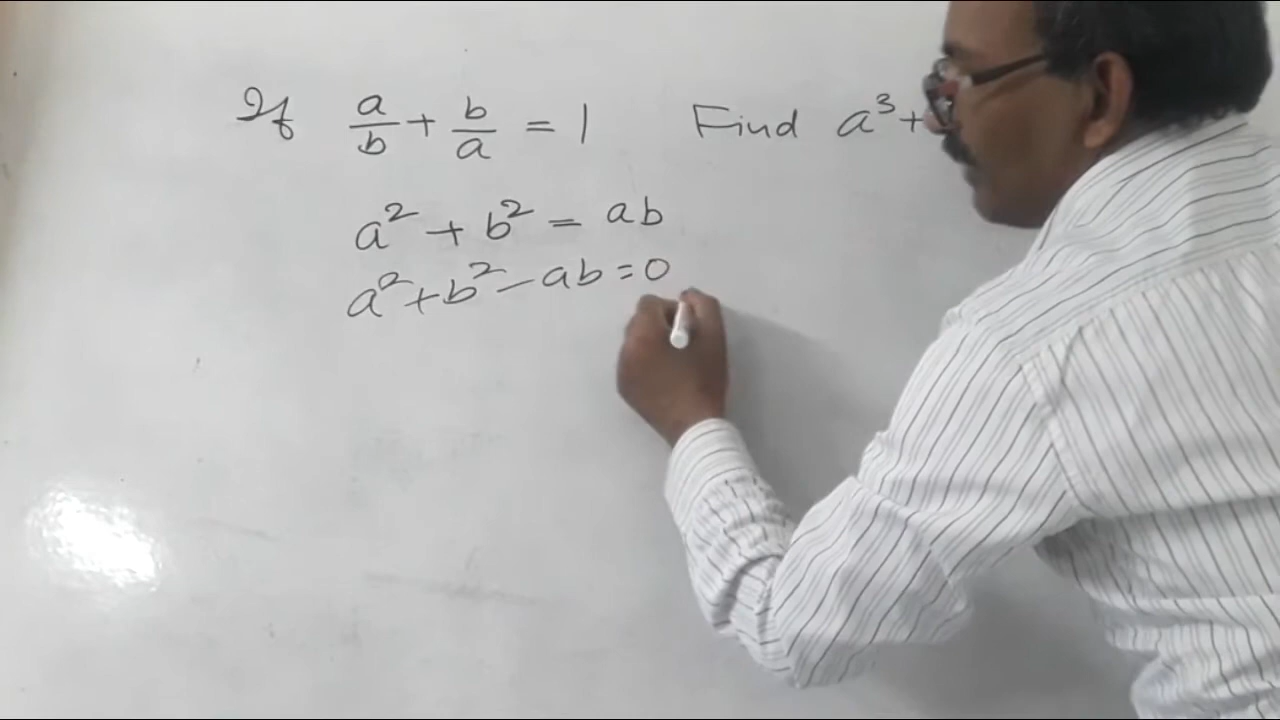 If a/b + b/a = 1 Find a³+
a² + b² = ab
a²+b²-ab=0